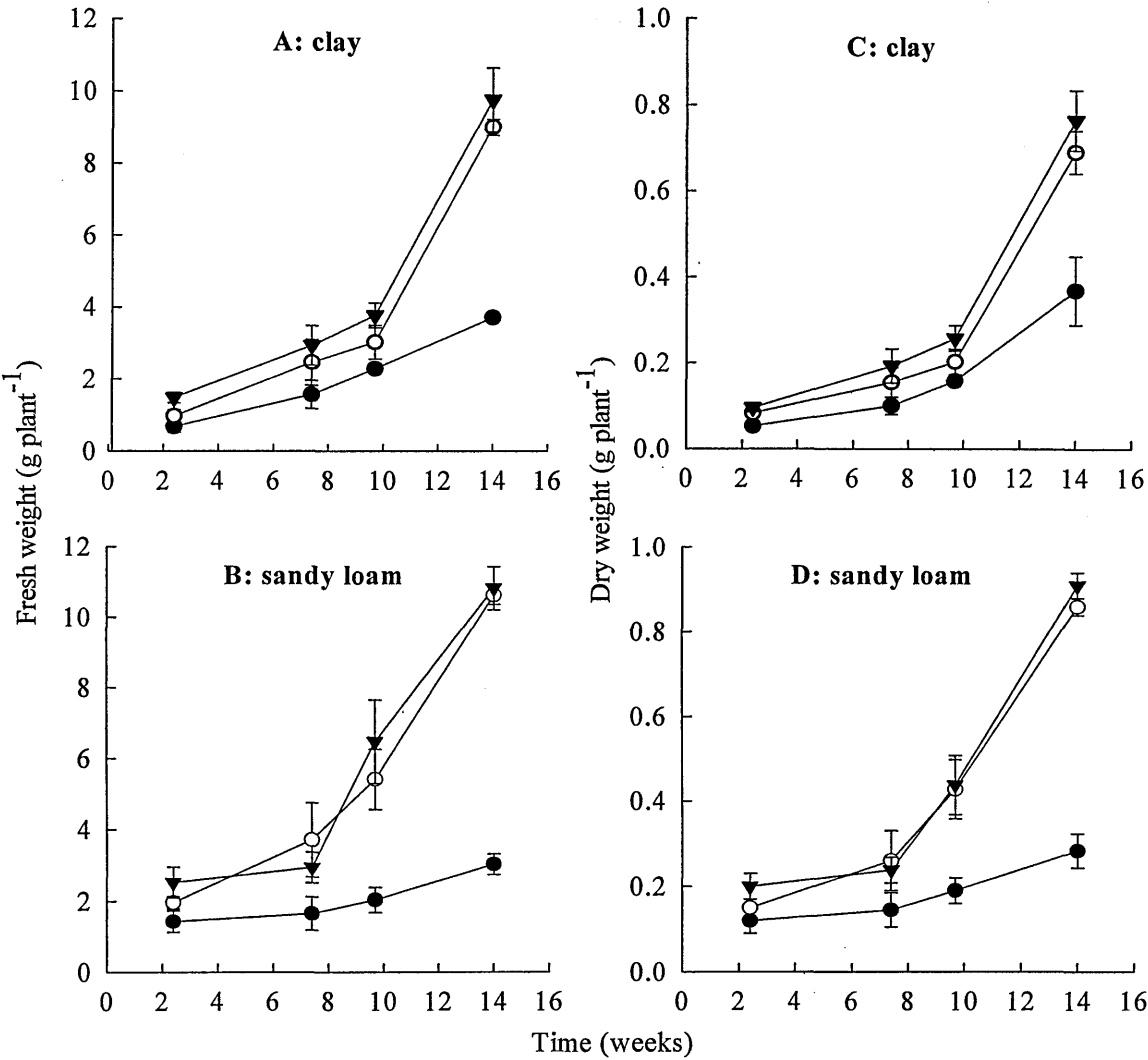 A: clay
12
10
8
6
4
2
0
0 2 4 6 8 10 12 14 16
C: clay
1.0
0.8
0.6
0.4
0.2
0.0
0 2 4 6 8 10 12 14 16
B: sandy loam
12
10
8
6
4
2
0
0 2 4 6 8 10 12 14 16
D: sandy loam
1.0
0.8
0.6
0.4
0.2
0.0
0 2 4 6 8 10 12 14 16
Fresh weight (g plant⁻¹)
Dry weight (g plant⁻¹)
Time (weeks)